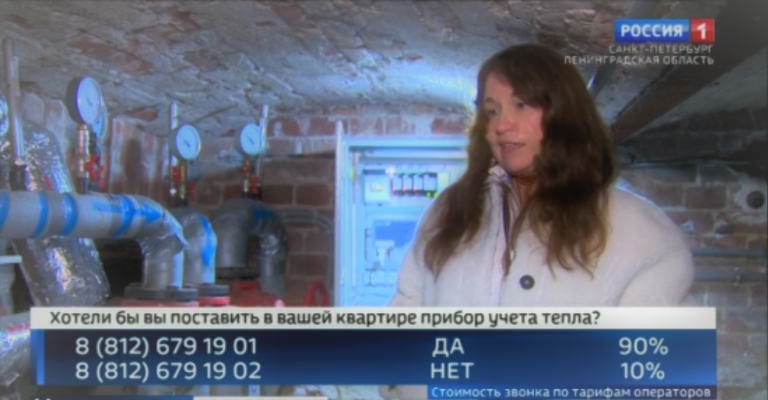 РОССИЯ 1
САНКТ-ПЕТЕРБУРГ
ЛЕНИНГРАДСКАЯ ОБЛАСТЬ
Хотели бы вы поставить в вашей квартире прибор учета тепла?
8 (812) 679 19 01 ДА 90%
8 (812) 679 19 02 НЕТ 10%
Стоимость звонка по тарифам операторов